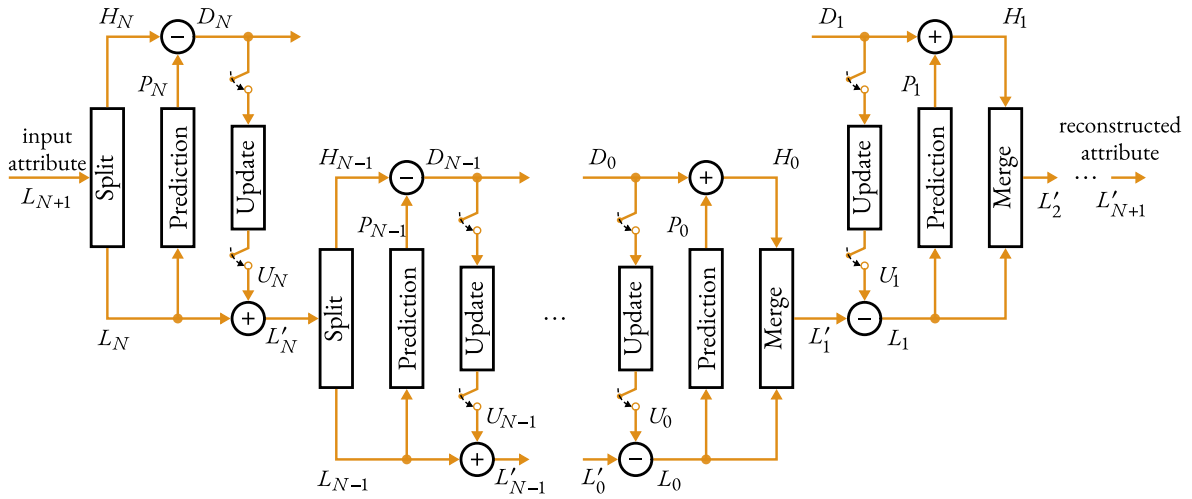 H_N
D_N
P_N
input
attribute
L_{N+1}
Split
Prediction
Update
U_N
L_N
L'_N
H_{N−1}
D_{N−1}
P_{N−1}
Split
Prediction
Update
U_{N−1}
L_{N−1}
L'_{N−1}
...
D_0
H_0
P_0
Update
Prediction
Merge
U_0
L'_0
L_0
L'_1
D_1
H_1
P_1
Update
Prediction
Merge
U_1
L_1
reconstructed
attribute
L'_2
...
L'_{N+1}